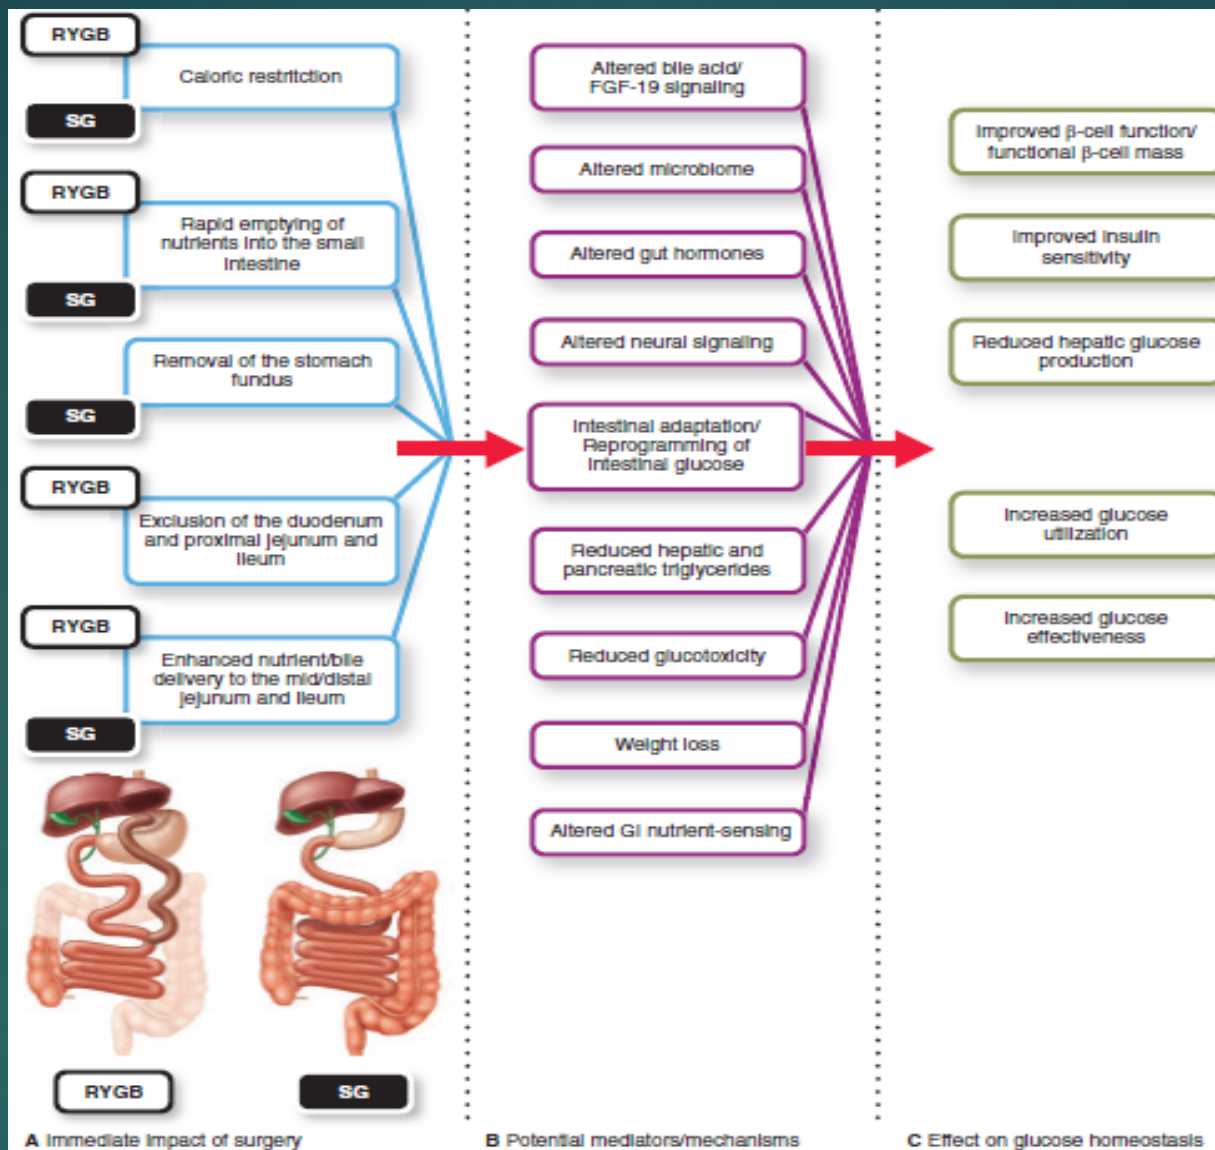 RYGB
Caloric restritction
SG
RYGB
Rapid emptying of
nutrients into the small
intestine
SG
Removal of the stomach
fundus
SG
RYGB
Exclusion of the duodenum
and proximal jejunum and
ileum
RYGB
Enhanced nutrient/bile
delivery to the mid/distal
jejunum and ileum
SG
RYGB
SG
A Immediate impact of surgery
Altered bile acid/
FGF-19 signaling
Altered microbiome
Altered gut hormones
Altered neural signaling
Intestinal adaptation/
Reprogramming of
intestinal glucose
Reduced hepatic and
pancreatic triglycerides
Reduced glucotoxicity
Weight loss
Altered GI nutrient-sensing
B Potential mediators/mechanisms
Improved β-cell function/
functional β-cell mass
Improved insulin
sensitivity
Reduced hepatic glucose
production
Increased glucose
utilization
Increased glucose
effectiveness
C Effect on glucose homeostasis